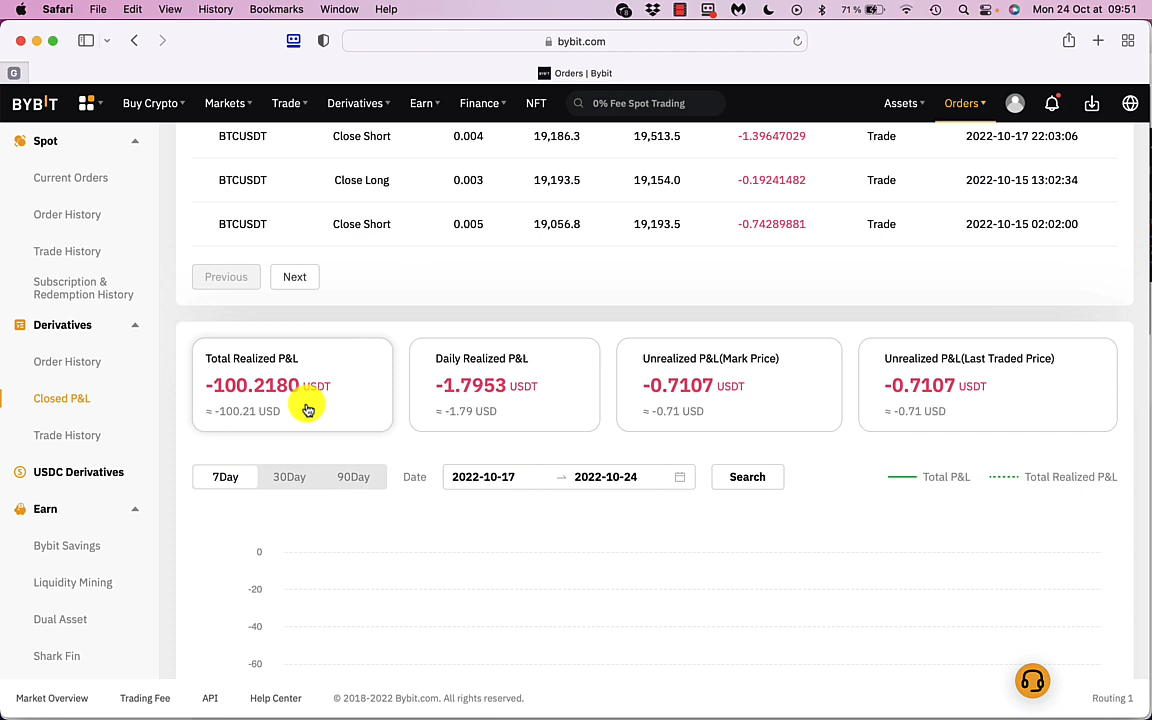 Safari File Edit View History Bookmarks Window Help 71 % Mon 24 Oct at 09:51
bybit.com
G
Orders | Bybit
BYBIT Buy Crypto Markets Trade Derivatives Earn Finance NFT 0% Fee Spot Trading Assets Orders
Spot
Current Orders
Order History
Trade History
Subscription &
Redemption History
Derivatives
Order History
Closed P&L
Trade History
USDC Derivatives
Earn
Bybit Savings
Liquidity Mining
Dual Asset
Shark Fin
BTCUSDT Close Short 0.004 19,186.3 19,513.5 -1.39647029 Trade 2022-10-17 22:03:06
BTCUSDT Close Long 0.003 19,193.5 19,154.0 -0.19241482 Trade 2022-10-15 13:02:34
BTCUSDT Close Short 0.005 19,056.8 19,193.5 -0.74289881 Trade 2022-10-15 02:02:00
Previous Next
Total Realized P&L
-100.2180 USDT
≈ -100.21 USD
Daily Realized P&L
-1.7953 USDT
≈ -1.79 USD
Unrealized P&L(Mark Price)
-0.7107 USDT
≈ -0.71 USD
Unrealized P&L(Last Traded Price)
-0.7107 USDT
≈ -0.71 USD
7Day 30Day 90Day Date 2022-10-17 → 2022-10-24 Search Total P&L Total Realized P&L
0
-20
-40
-60
Market Overview Trading Fee API Help Center © 2018-2022 Bybit.com. All rights reserved. Routing 1